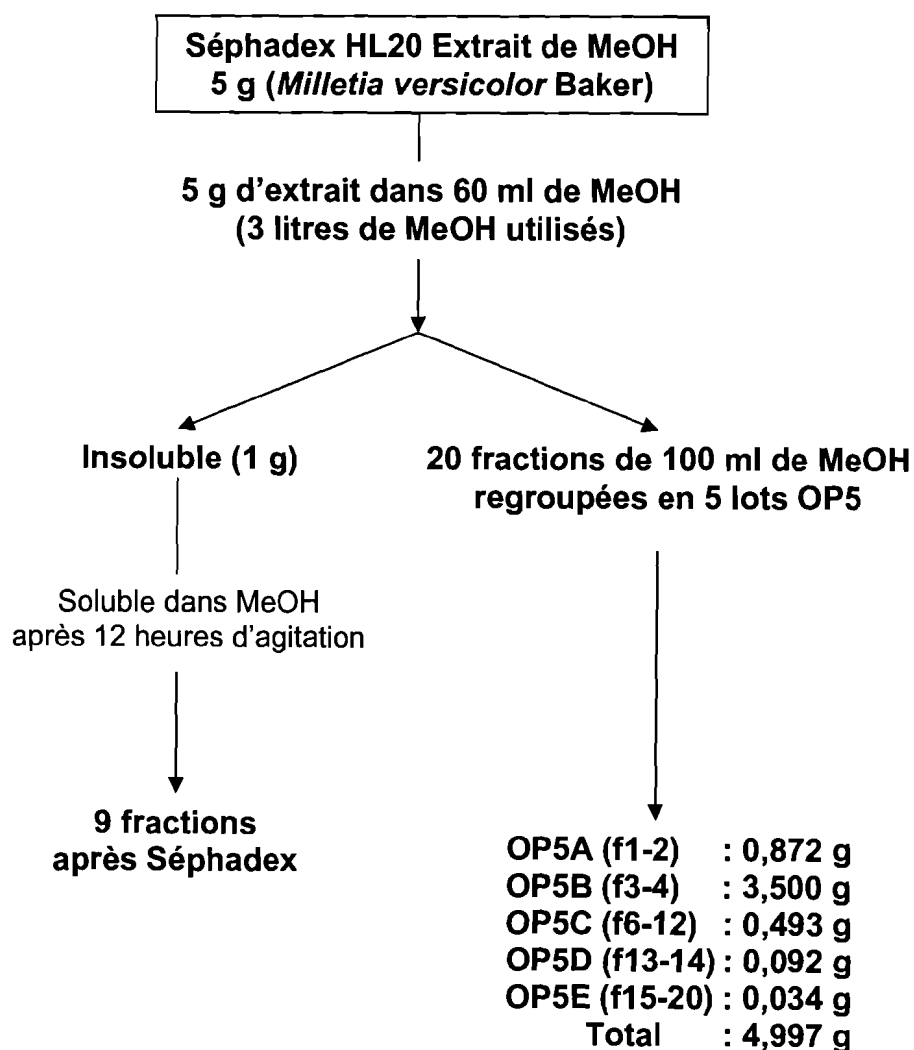 Séphadex HL20 Extrait de MeOH
5 g (Milletia versicolor Baker)
5 g d'extrait dans 60 ml de MeOH
(3 litres de MeOH utilisés)
Insoluble (1 g)
Soluble dans MeOH
après 12 heures d'agitation
9 fractions
après Séphadex
20 fractions de 100 ml de MeOH
regroupées en 5 lots OP5
OP5A (f1-2) : 0,872 g
OP5B (f3-4) : 3,500 g
OP5C (f6-12) : 0,493 g
OP5D (f13-14) : 0,092 g
OP5E (f15-20) : 0,034 g
Total : 4,997 g